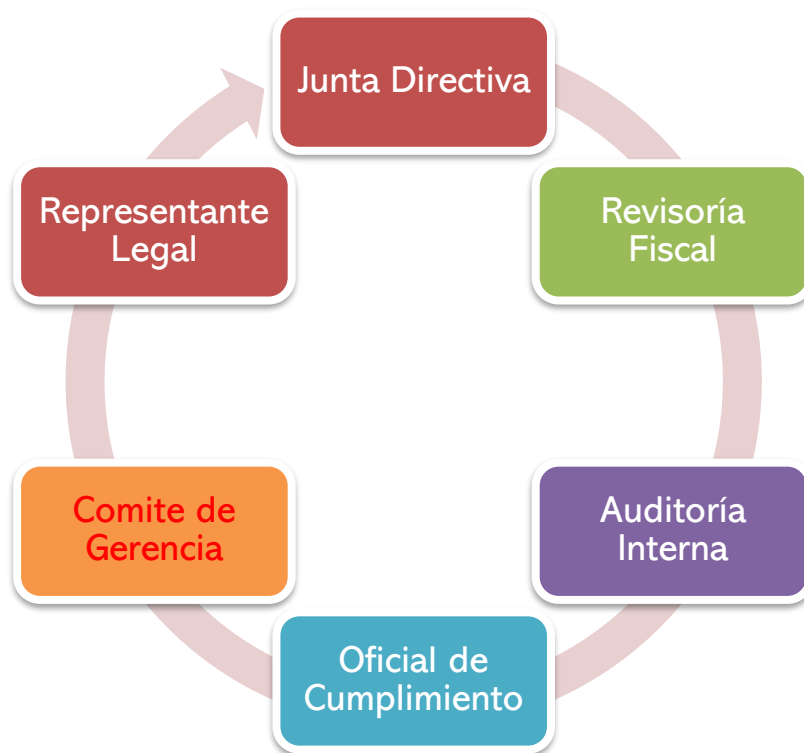 Junta Directiva
Revisoría
Fiscal
Auditoría
Interna
Oficial de
Cumplimiento
Comite de
Gerencia
Representante
Legal